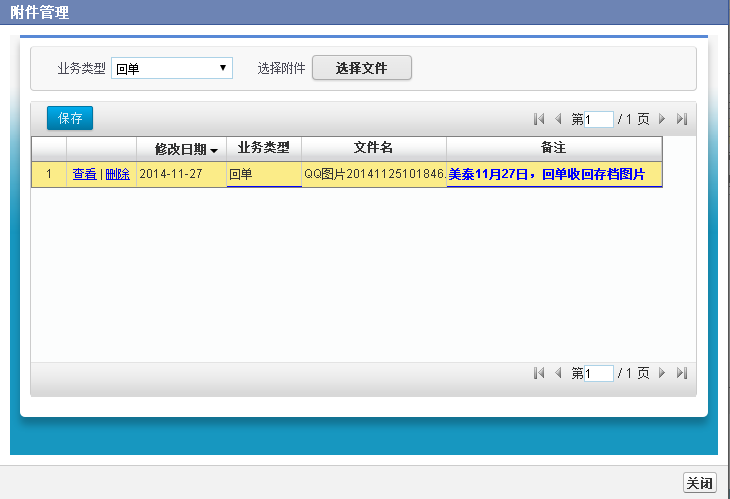 附件管理
业务类型 回单 选择附件 选择文件
保存 第1 / 1 页
修改日期 业务类型 文件名 备注
1 查看 | 删除 2014-11-27 回单 QQ图片20141125101846. 美泰11月27日，回单收回存档图片
第1 / 1 页
关闭